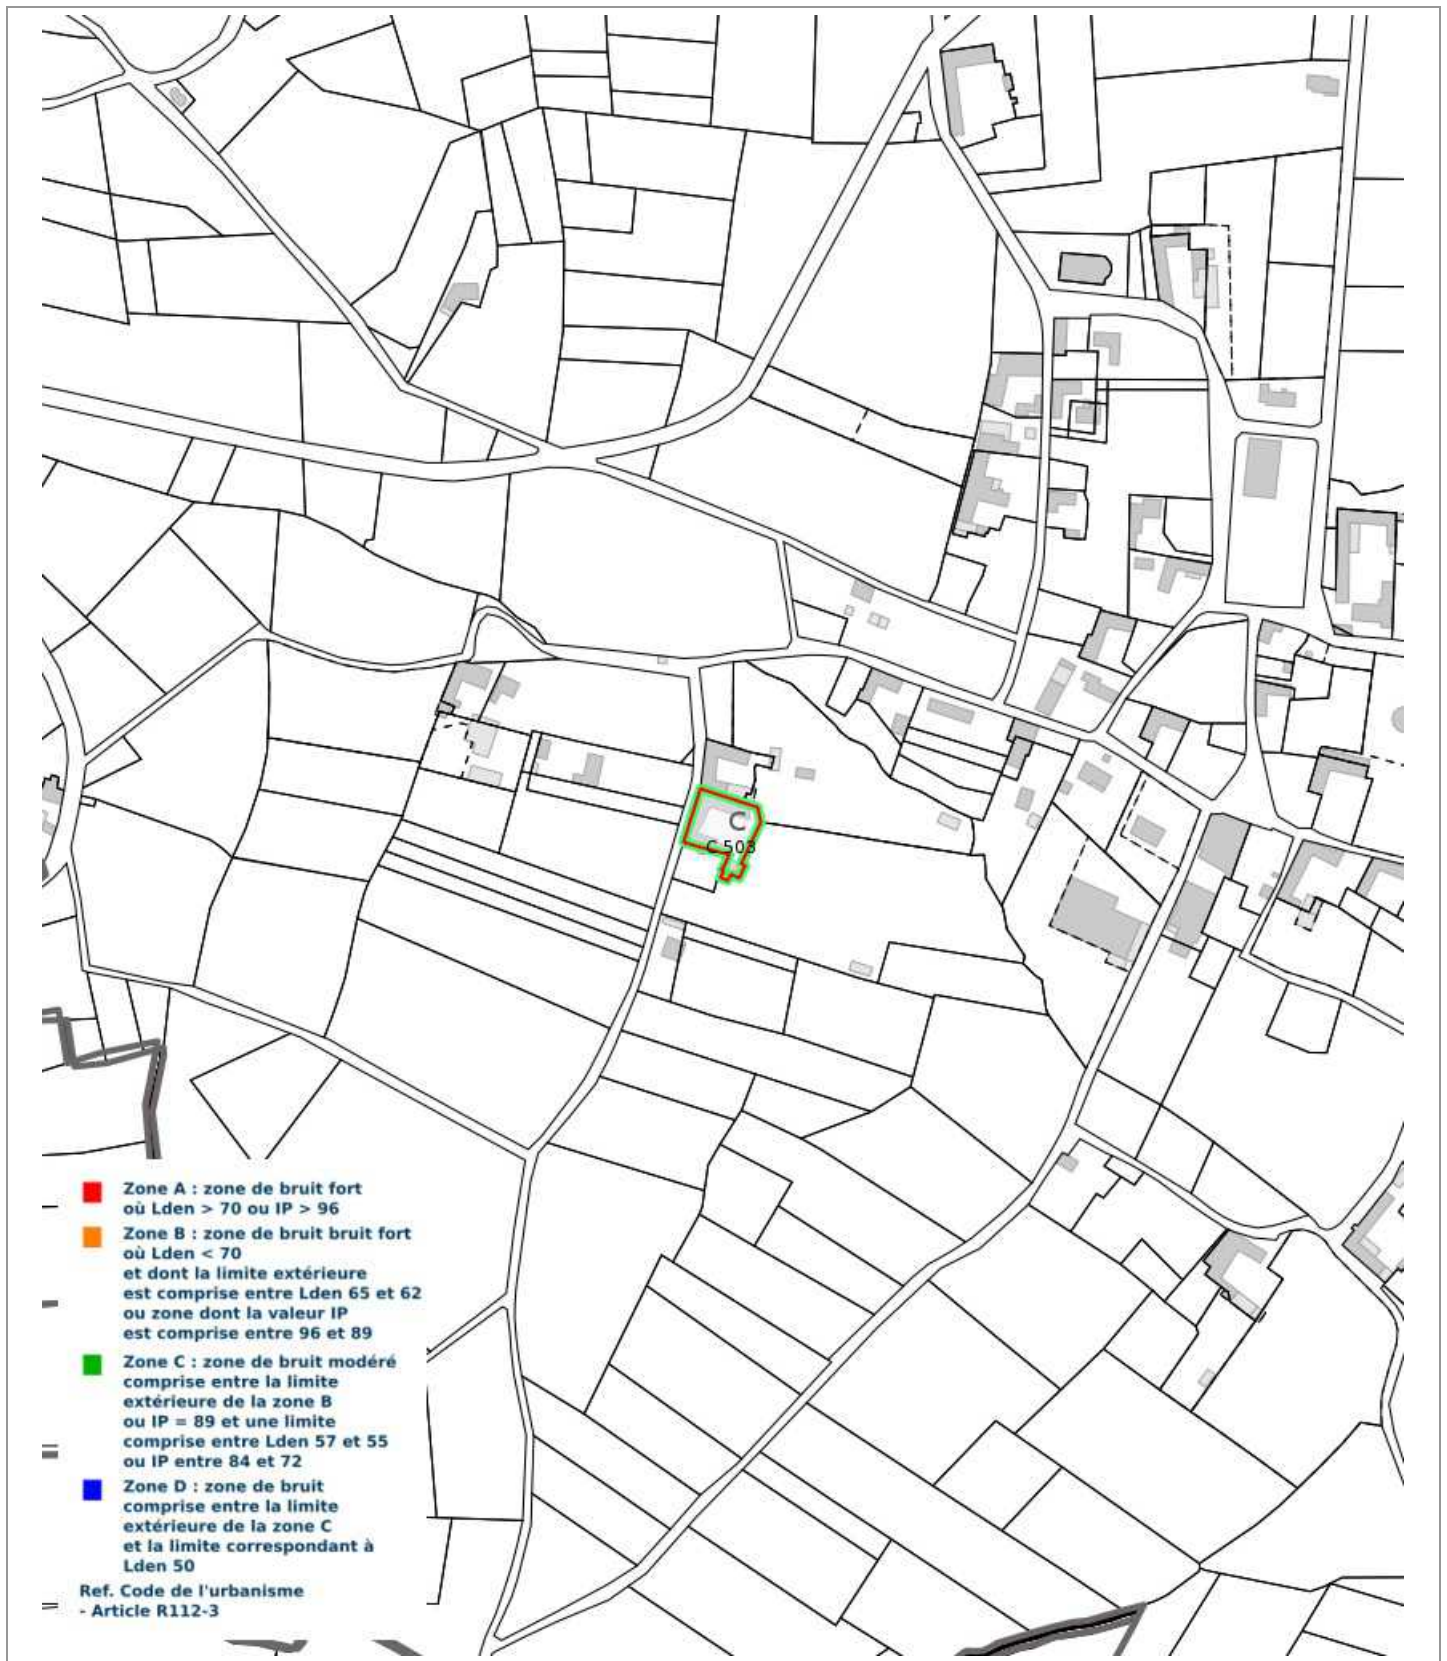 C
C 503
Zone A : zone de bruit fort
où Lden > 70 ou IP > 96
Zone B : zone de bruit bruit fort
où Lden < 70
et dont la limite extérieure
est comprise entre Lden 65 et 62
ou zone dont la valeur IP
est comprise entre 96 et 89
Zone C : zone de bruit modéré
comprise entre la limite
extérieure de la zone B
ou IP = 89 et une limite
comprise entre Lden 57 et 55
ou IP entre 84 et 72
Zone D : zone de bruit
comprise entre la limite
extérieure de la zone C
et la limite correspondant à
Lden 50
Ref. Code de l'urbanisme
- Article R112-3